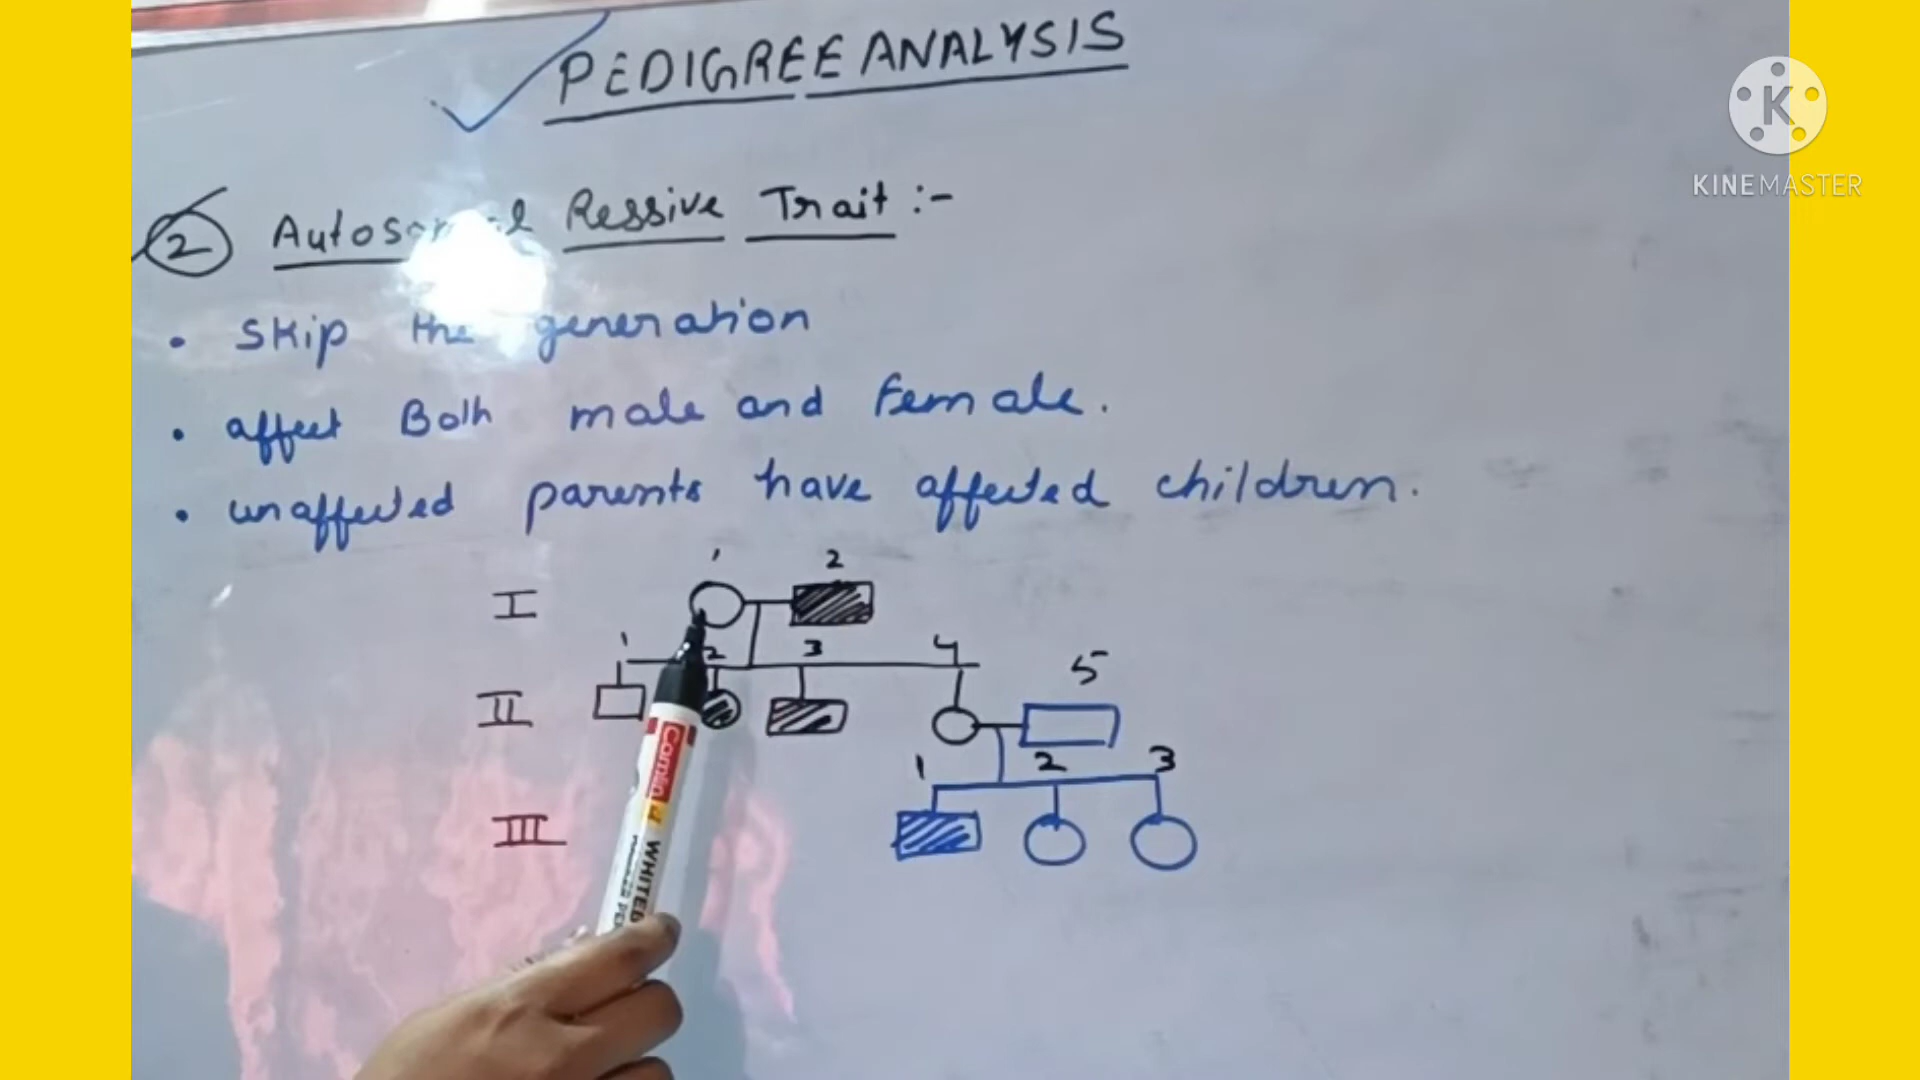 PEDIGREE ANALYSIS
KINEMASTER
2 Autosomal Ressive Trait :-
• Skip the generation
• affect Both male and Female.
• unaffected parents have affected children.
1 2
I
1 2 3 4 5
II
1 2 3
III
Camlin
WHITEB